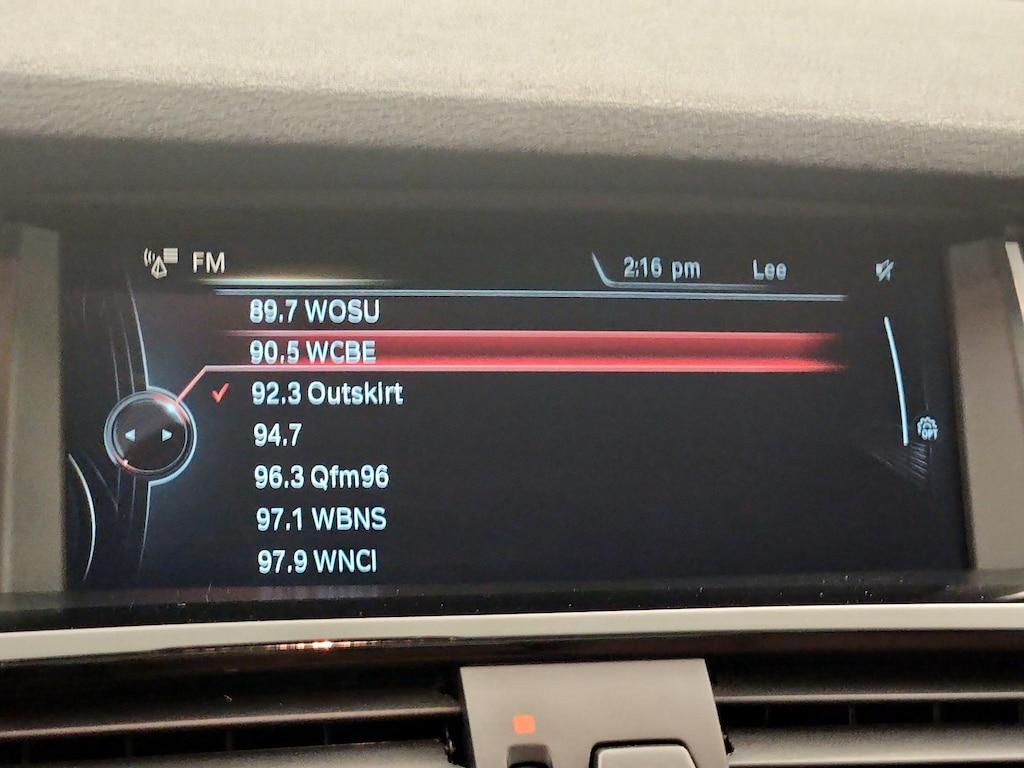 FM 2:16 pm Lee
89.7 WOSU
90.5 WCBE
92.3 Outskirt
94.7
96.3 Qfm96
97.1 WBNS
97.9 WNCI
OPT